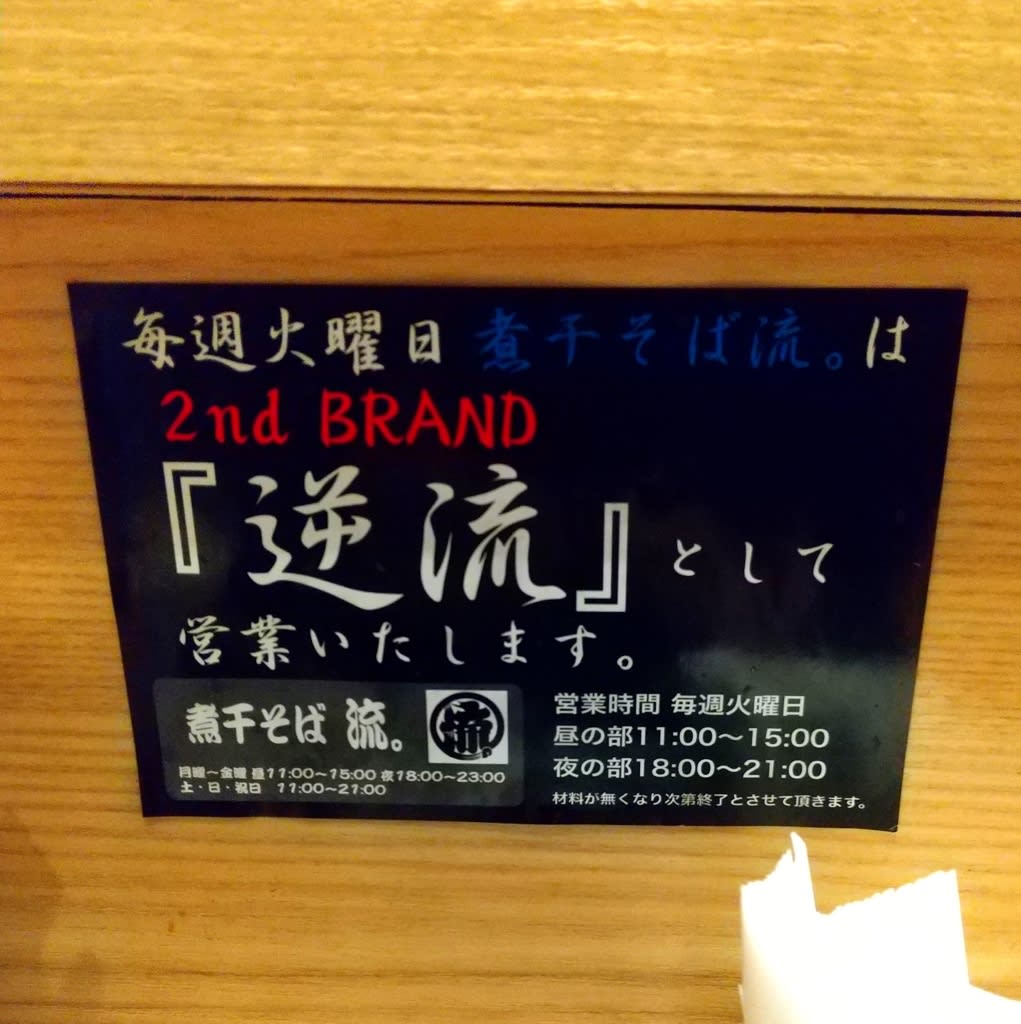 毎週火曜日 煮干そば流。は
2nd BRAND
『逆流』として
営業いたします。
煮干そば 流。
流。
月曜〜金曜 昼11:00〜15:00 夜18:00〜23:00
土・日・祝日 11:00〜21:00
営業時間 毎週火曜日
昼の部11:00〜15:00
夜の部18:00〜21:00
材料が無くなり次第終了とさせて頂きます。